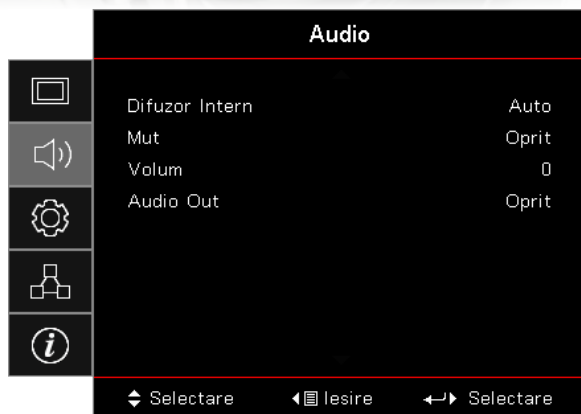 Audio
Difuzor Intern Auto
Mut Oprit
Volum 0
Audio Out Oprit
Selectare Iesire Selectare